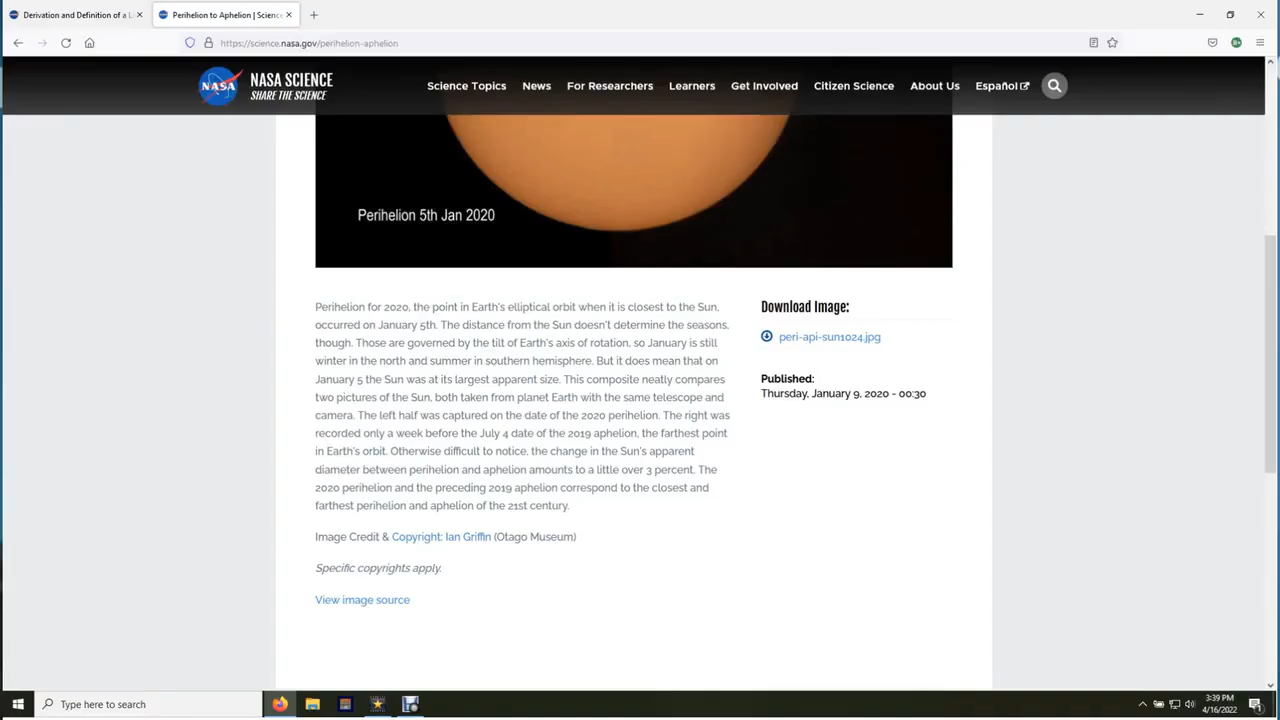 Derivation and Definition of a L
Perihelion to Aphelion | Science
https://science.nasa.gov/perihelion-aphelion
NASA
NASA SCIENCE
SHARE THE SCIENCE
Science Topics
News
For Researchers
Learners
Get Involved
Citizen Science
About Us
Español
Perihelion 5th Jan 2020
Perihelion for 2020, the point in Earth's elliptical orbit when it is closest to the Sun,
occurred on January 5th. The distance from the Sun doesn't determine the seasons,
though. Those are governed by the tilt of Earth's axis of rotation, so January is still
winter in the north and summer in southern hemisphere. But it does mean that on
January 5 the Sun was at its largest apparent size. This composite neatly compares
two pictures of the Sun, both taken from planet Earth with the same telescope and
camera. The left half was captured on the date of the 2020 perihelion. The right was
recorded only a week before the July 4 date of the 2019 aphelion, the farthest point
in Earth's orbit. Otherwise difficult to notice, the change in the Sun's apparent
diameter between perihelion and aphelion amounts to a little over 3 percent. The
2020 perihelion and the preceding 2019 aphelion correspond to the closest and
farthest perihelion and aphelion of the 21st century.
Image Credit & Copyright: Ian Griffin (Otago Museum)
Specific copyrights apply.
View image source
Download Image:
peri-api-sun1024.jpg
Published:
Thursday, January 9, 2020 - 00:30
Type here to search
3:39 PM
4/16/2022